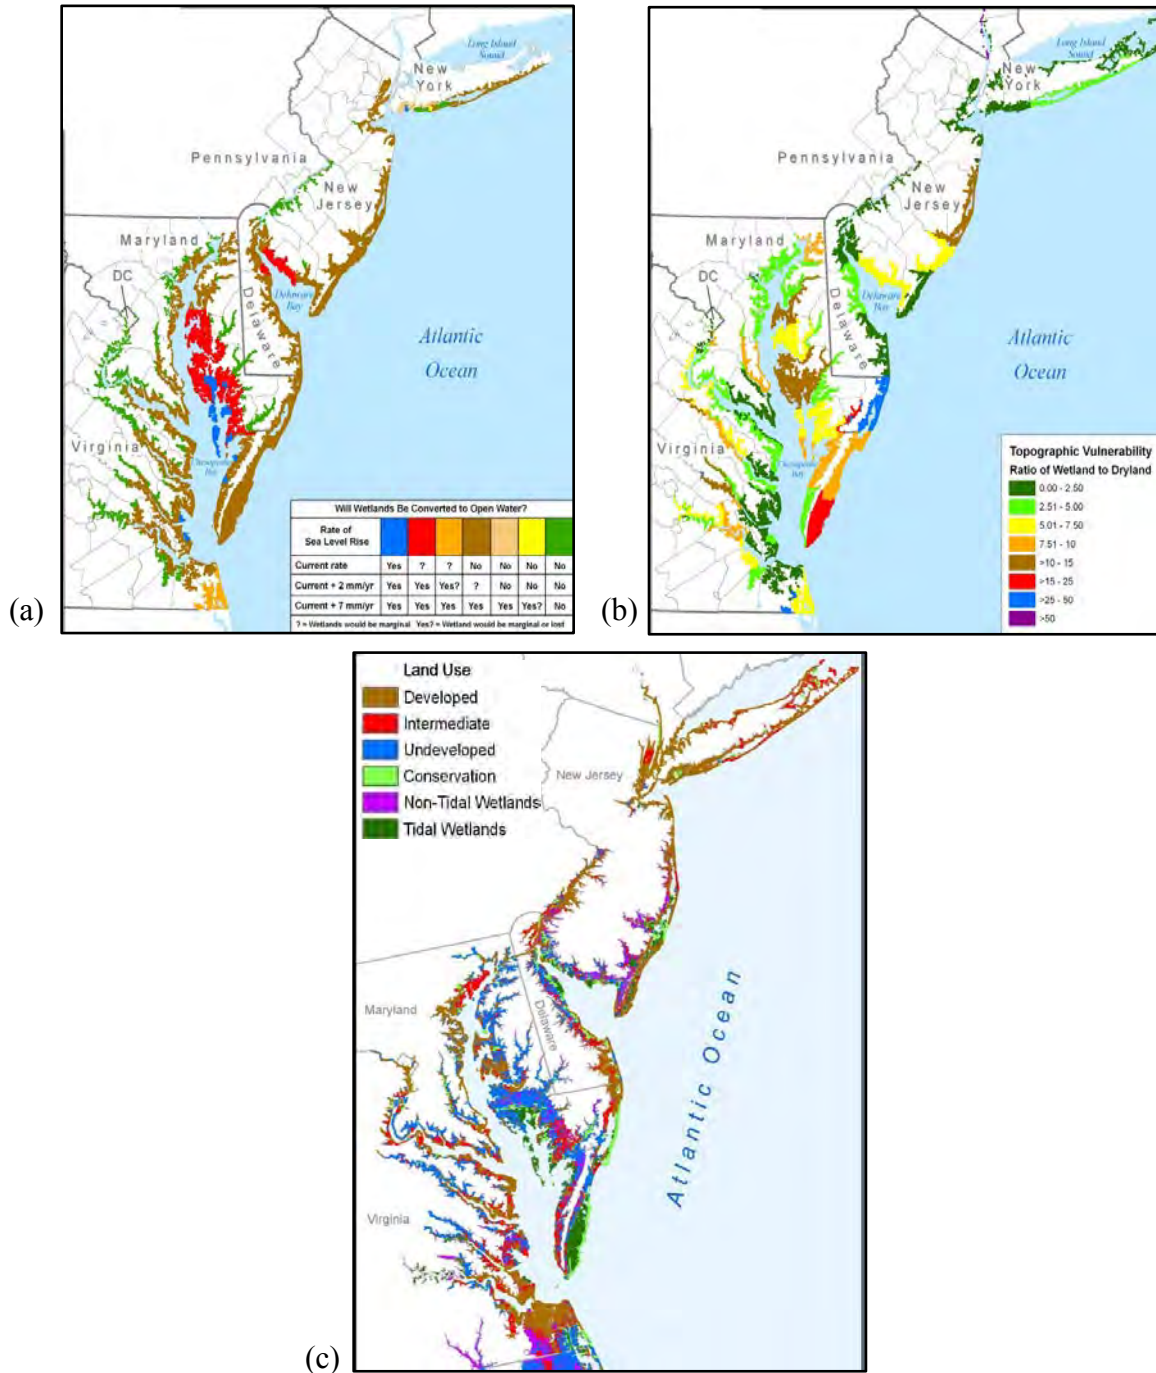 Long Island
Sound
New
York
Pennsylvania
New
Jersey
Maryland
DC
Delaware
Bay
Delaware
Atlantic
Ocean
Virginia
Chesapeake
Bay
Will Wetlands Be Converted to Open Water?
Rate of
Sea Level Rise
Current rate Yes ? ? No No No No
Current + 2 mm/yr Yes Yes Yes? ? No No No
Current + 7 mm/yr Yes Yes Yes Yes Yes Yes? No
? = Wetlands would be marginal Yes? = Wetland would be marginal or lost
(a)
Long Island
Sound
New
York
Pennsylvania
New
Jersey
Maryland
DC
Delaware
Bay
Delaware
Atlantic
Ocean
Virginia
Chesapeake
Bay
Topographic Vulnerability
Ratio of Wetland to Dryland
0.00 - 2.50
2.51 - 5.00
5.01 - 7.50
7.51 - 10
>10 - 15
>15 - 25
>25 - 50
>50
(b)
Land Use
Developed
Intermediate
Undeveloped
Conservation
Non-Tidal Wetlands
Tidal Wetlands
New Jersey
Maryland
Delaware
Virginia
Atlantic Ocean
(c)